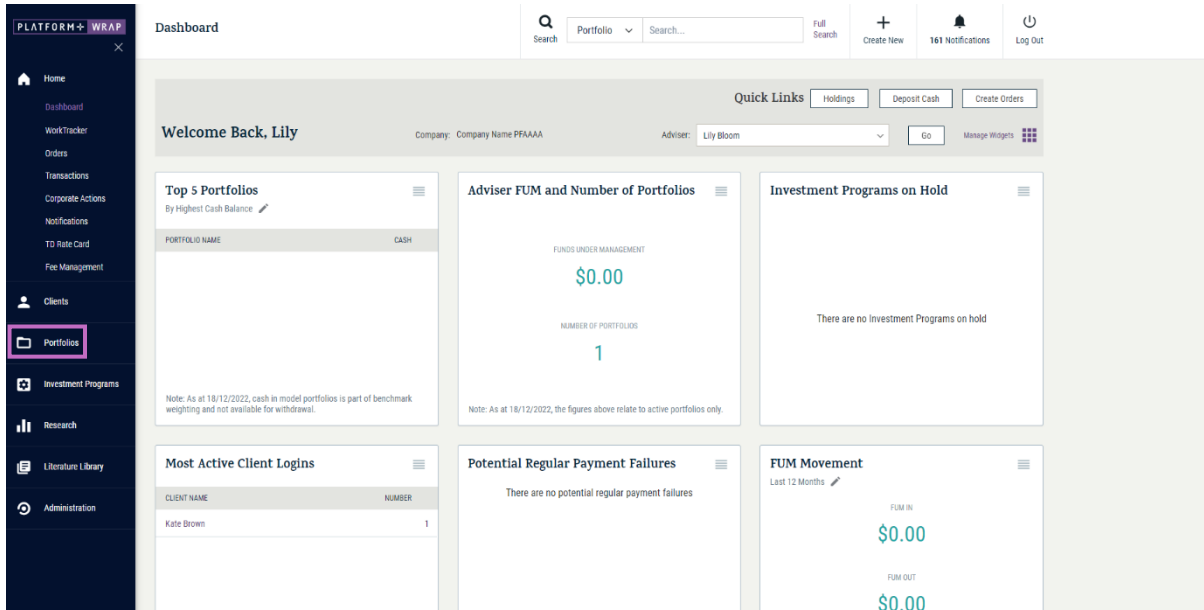 PLATFORM+ WRAP
Dashboard
Search
Portfolio
Search...
Full
Search
Create New
161 Notifications
Log Out
Home
Dashboard
WorkTracker
Orders
Transactions
Corporate Actions
Notifications
TD Rate Card
Fee Management
Clients
Portfolios
Investment Programs
Research
Literature Library
Administration
Quick Links
Holdings
Deposit Cash
Create Orders
Welcome Back, Lily
Company: Company Name PFAAAA
Adviser: Lily Bloom
Go
Manage Widgets
Top 5 Portfolios
By Highest Cash Balance
PORTFOLIO NAME CASH
Note: As at 18/12/2022, cash in model portfolios is part of benchmark
weighting and not available for withdrawal.
Adviser FUM and Number of Portfolios
FUNDS UNDER MANAGEMENT
$0.00
NUMBER OF PORTFOLIOS
1
Note: As at 18/12/2022, the figures above relate to active portfolios only.
Investment Programs on Hold
There are no Investment Programs on hold
Most Active Client Logins
CLIENT NAME NUMBER
Kate Brown 1
Potential Regular Payment Failures
There are no potential regular payment failures
FUM Movement
Last 12 Months
FUM IN
$0.00
FUM OUT
$0.00